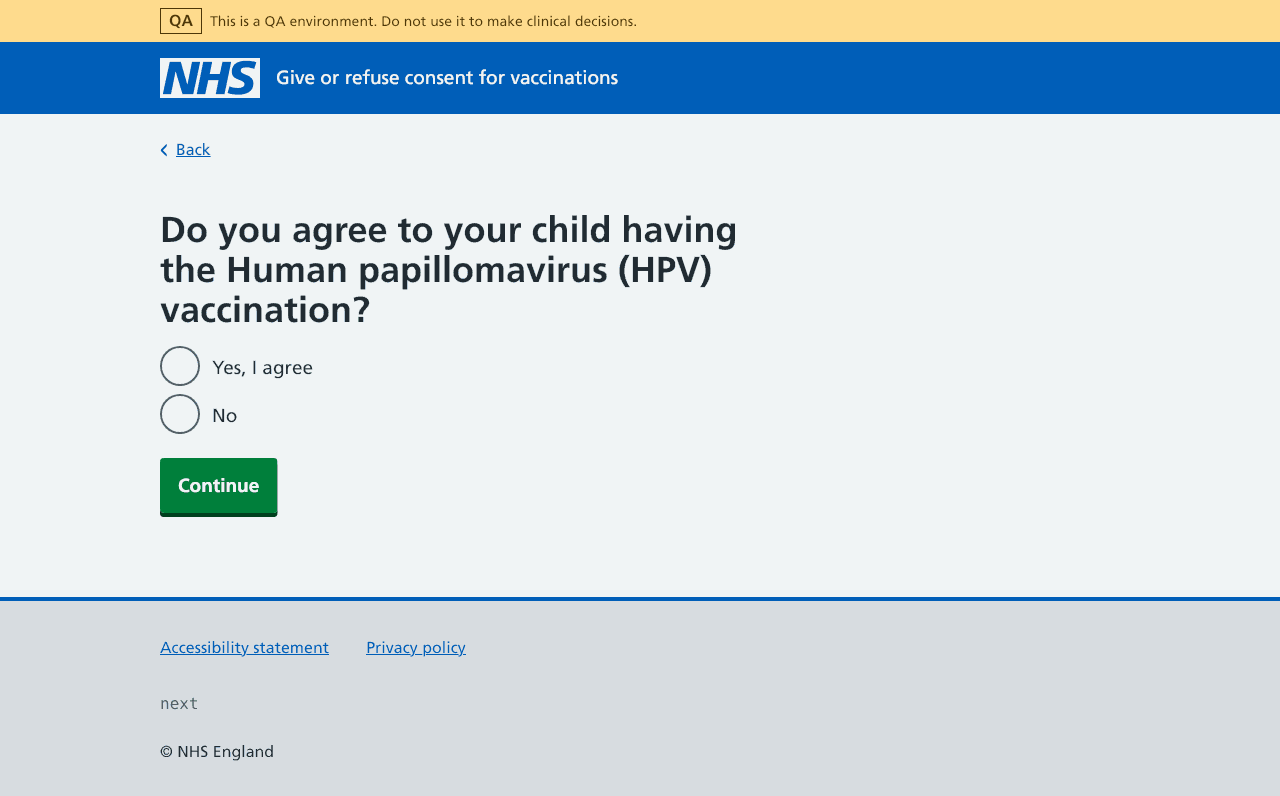 QA This is a QA environment. Do not use it to make clinical decisions.
NHS Give or refuse consent for vaccinations
Back
Do you agree to your child having
the Human papillomavirus (HPV)
vaccination?
Yes, I agree
No
Continue
Accessibility statement Privacy policy
next
© NHS England